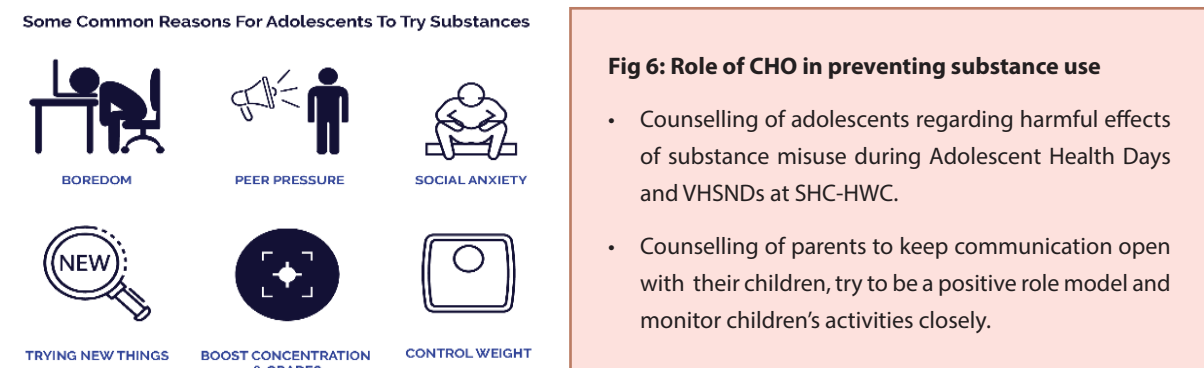 Some Common Reasons For Adolescents To Try Substances
BOREDOM
PEER PRESSURE
SOCIAL ANXIETY
NEW
TRYING NEW THINGS
BOOST CONCENTRATION
& GRADES
CONTROL WEIGHT
Fig 6: Role of CHO in preventing substance use
• Counselling of adolescents regarding harmful effects
of substance misuse during Adolescent Health Days
and VHSNDs at SHC-HWC.
• Counselling of parents to keep communication open
with their children, try to be a positive role model and
monitor children's activities closely.